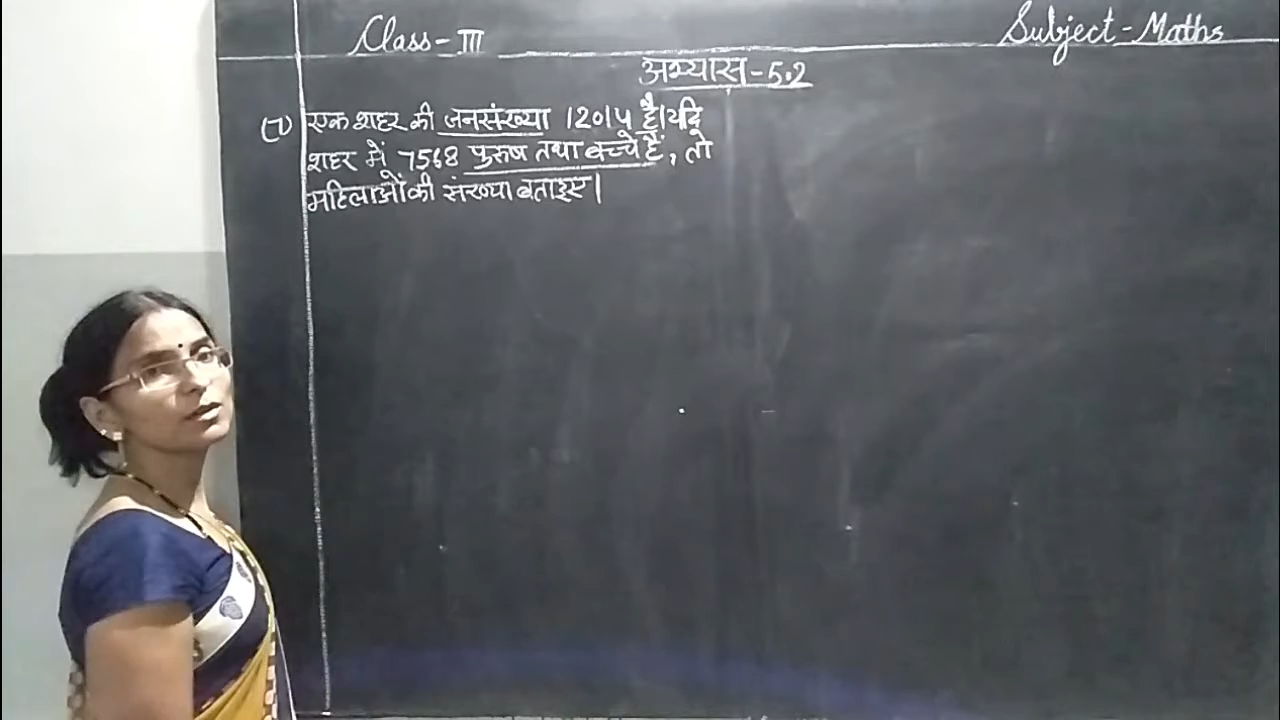 Class - III
Subject - Maths
अभ्यास - 5.2
(7) एक शहर की जनसंख्या 12014 है। यदि
शहर में 7568 पुरुष तथा बच्चे हैं, तो
महिलाओं की संख्या बताइए।